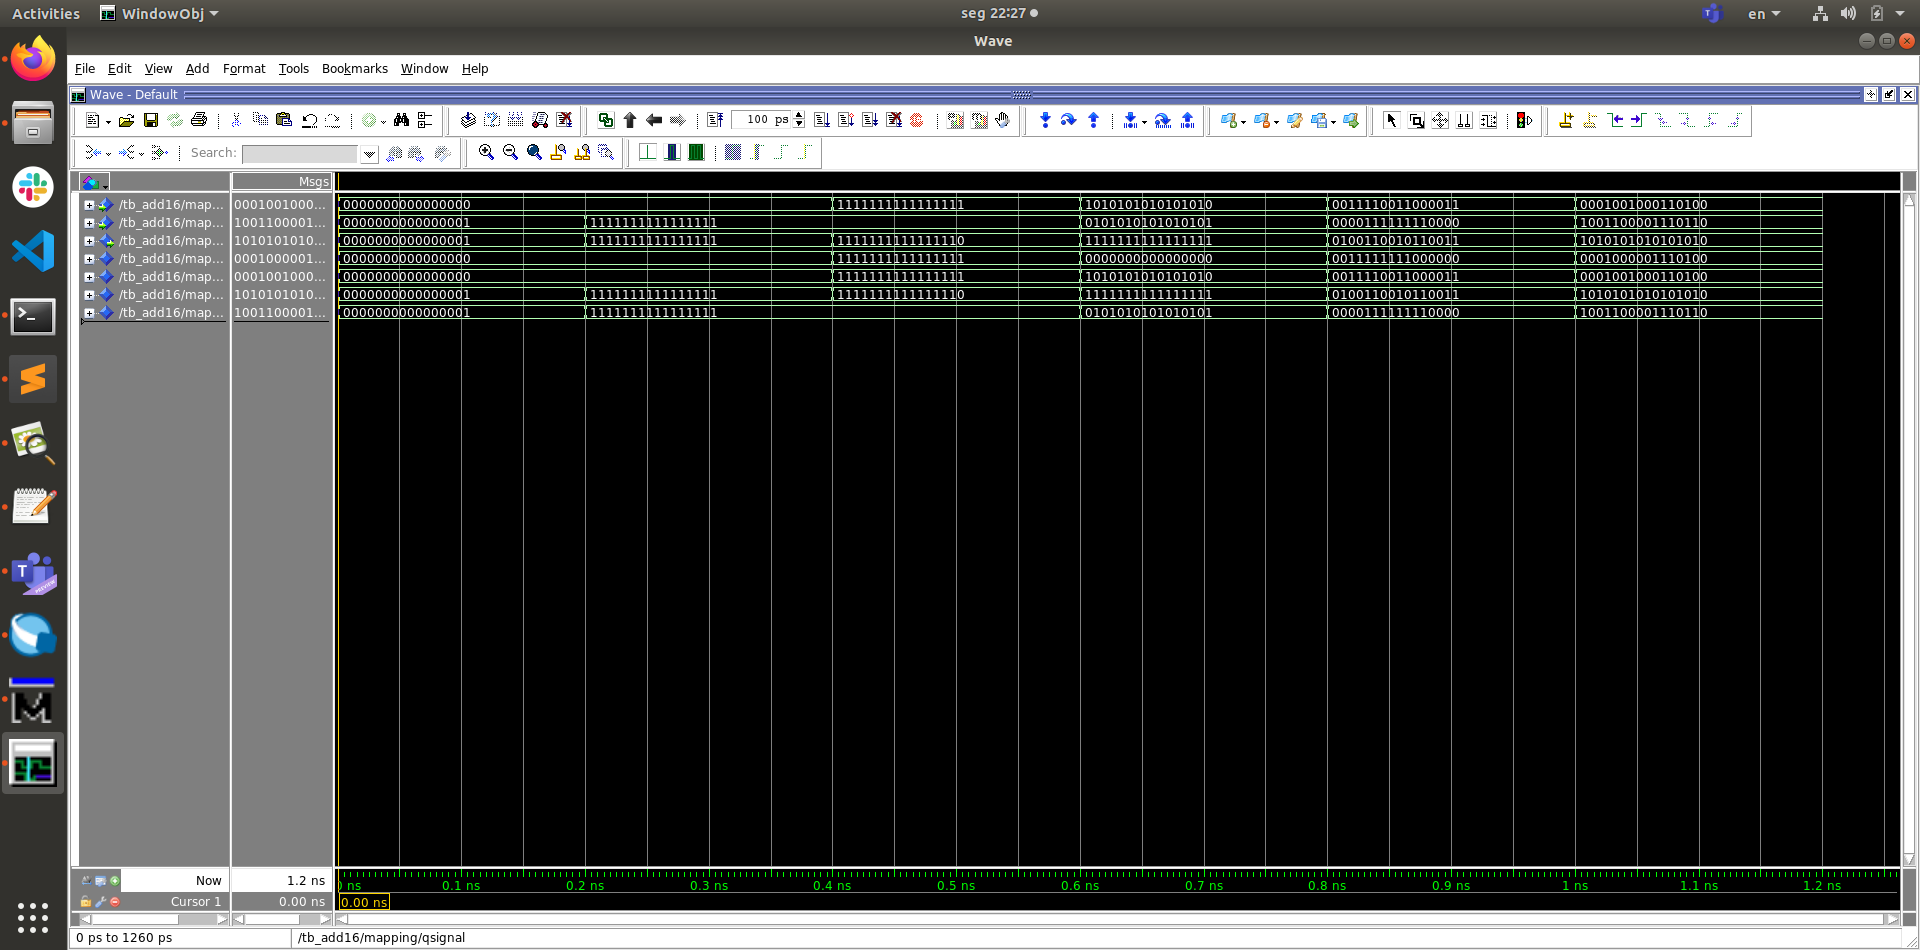 Activities WindowObj seg 22:27 en
Wave
File Edit View Add Format Tools Bookmarks Window Help
Wave - Default
100 ps
Search:
Msgs
/tb_add16/map... 0001001000... 0000000000000000 1111111111111111 1010101010101010 0011110011000011 0001001000110100
/tb_add16/map... 1001100001... 0000000000000001 1111111111111111 0101010101010101 0000111111110000 1001100001110110
/tb_add16/map... 1010101010... 0000000000000001 1111111111111111 1111111111111110 1111111111111111 0100110010110011 1010101010101010
/tb_add16/map... 0001000001... 0000000000000000 1111111111111111 0000000000000000 0011111111000000 0001000001110100
/tb_add16/map... 0001001000... 0000000000000000 1111111111111111 1010101010101010 0011110011000011 0001001000110100
/tb_add16/map... 1010101010... 0000000000000001 1111111111111111 1111111111111110 1111111111111111 0100110010110011 1010101010101010
/tb_add16/map... 1001100001... 0000000000000001 1111111111111111 0101010101010101 0000111111110000 1001100001110110
Now 1.2 ns ns 0.1 ns 0.2 ns 0.3 ns 0.4 ns 0.5 ns 0.6 ns 0.7 ns 0.8 ns 0.9 ns 1 ns 1.1 ns 1.2 ns
Cursor 1 0.00 ns 0.00 ns
0 ps to 1260 ps /tb_add16/mapping/qsignal